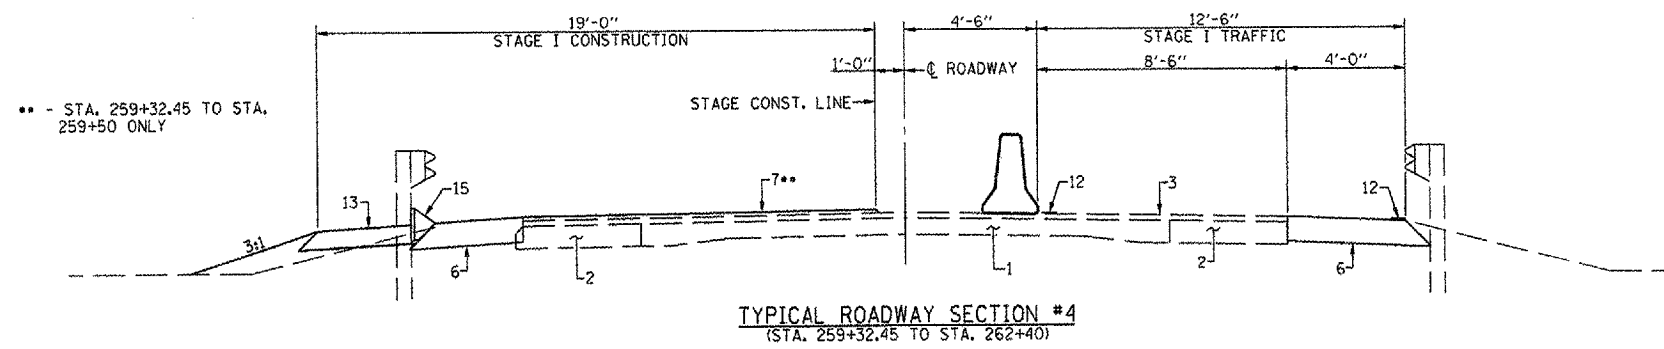 19'-0"
4'-6"
12'-6"
STAGE I CONSTRUCTION
STAGE I TRAFFIC
1'-0"
℄ ROADWAY
8'-6"
4'-0"
STAGE CONST. LINE
** - STA. 259+32.45 TO STA.
259+50 ONLY
7**
15
12
3
12
13
3:1
6
2
1
2
6
TYPICAL ROADWAY SECTION #4
(STA. 259+32.45 TO STA. 262+40)